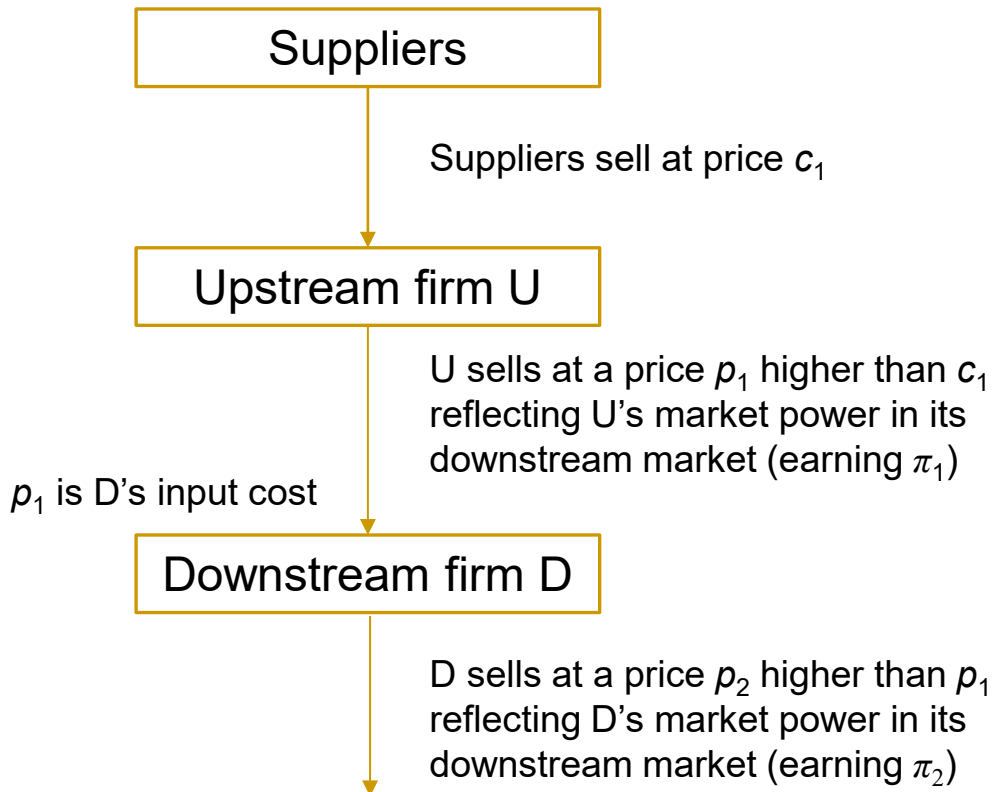 Suppliers
Suppliers sell at price c₁
Upstream firm U
U sells at a price p₁ higher than c₁
reflecting U’s market power in its
downstream market (earning π₁)
p₁ is D’s input cost
Downstream firm D
D sells at a price p₂ higher than p₁
reflecting D’s market power in its
downstream market (earning π₂)